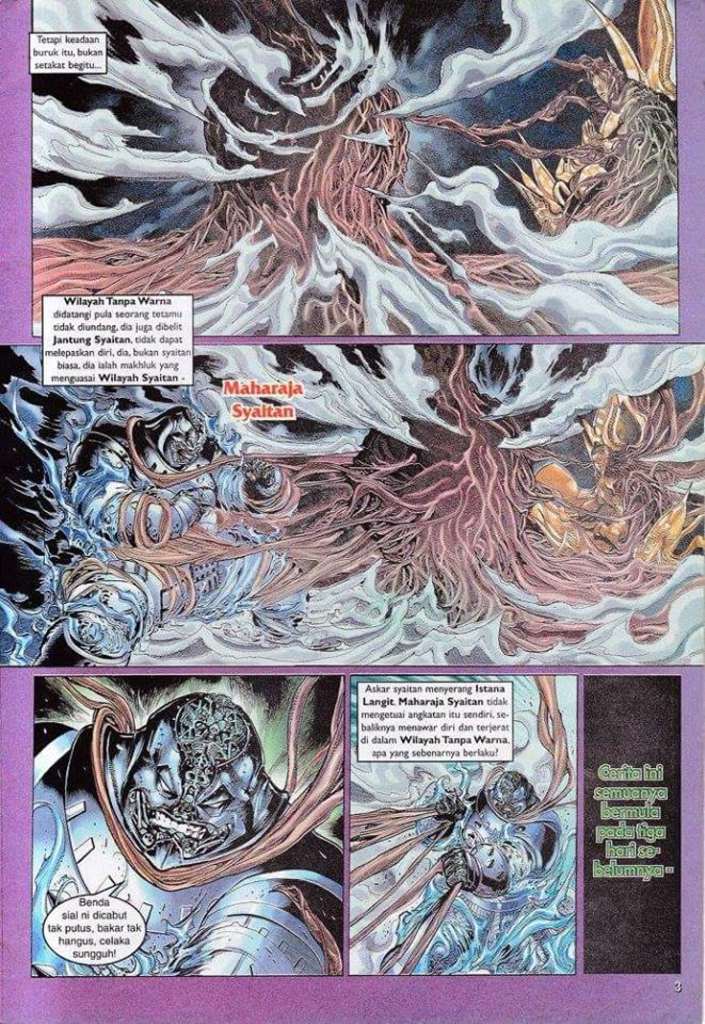 Tetapi keadaan
buruk itu, bukan
setakat begitu...
Wilayah Tanpa Warna
didatangi pula seorang tetamu
tidak diundang, dia juga dibelit
Jantung Syaitan, tidak dapat
melepaskan diri, dia, bukan syaitan
biasa, dia ialah makhluk yang
menguasai Wilayah Syaitan -
Maharaja
Syaitan
Benda
sial ni dicabut
tak putus, bakar tak
hangus, celaka
sungguh!
Askar syaitan menyerang Istana
Langit, Maharaja Syaitan tidak
mengetuai angkatan itu sendiri, se-
baliknya menawar diri dan terjerat
di dalam Wilayah Tanpa Warna,
apa yang sebenarnya berlaku?
Cerita ini
semuanya
bermula
pada tiga
hari se-
belumnya -
3